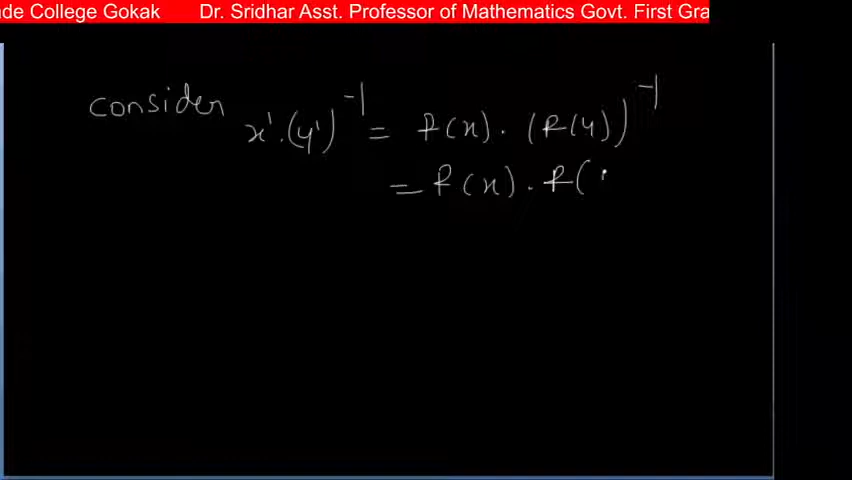 de College Gokak Dr. Sridhar Asst. Professor of Mathematics Govt. First Gra
consider x'.(y')^-1 = f(x) . (f(y))^-1
= f(x) . f(